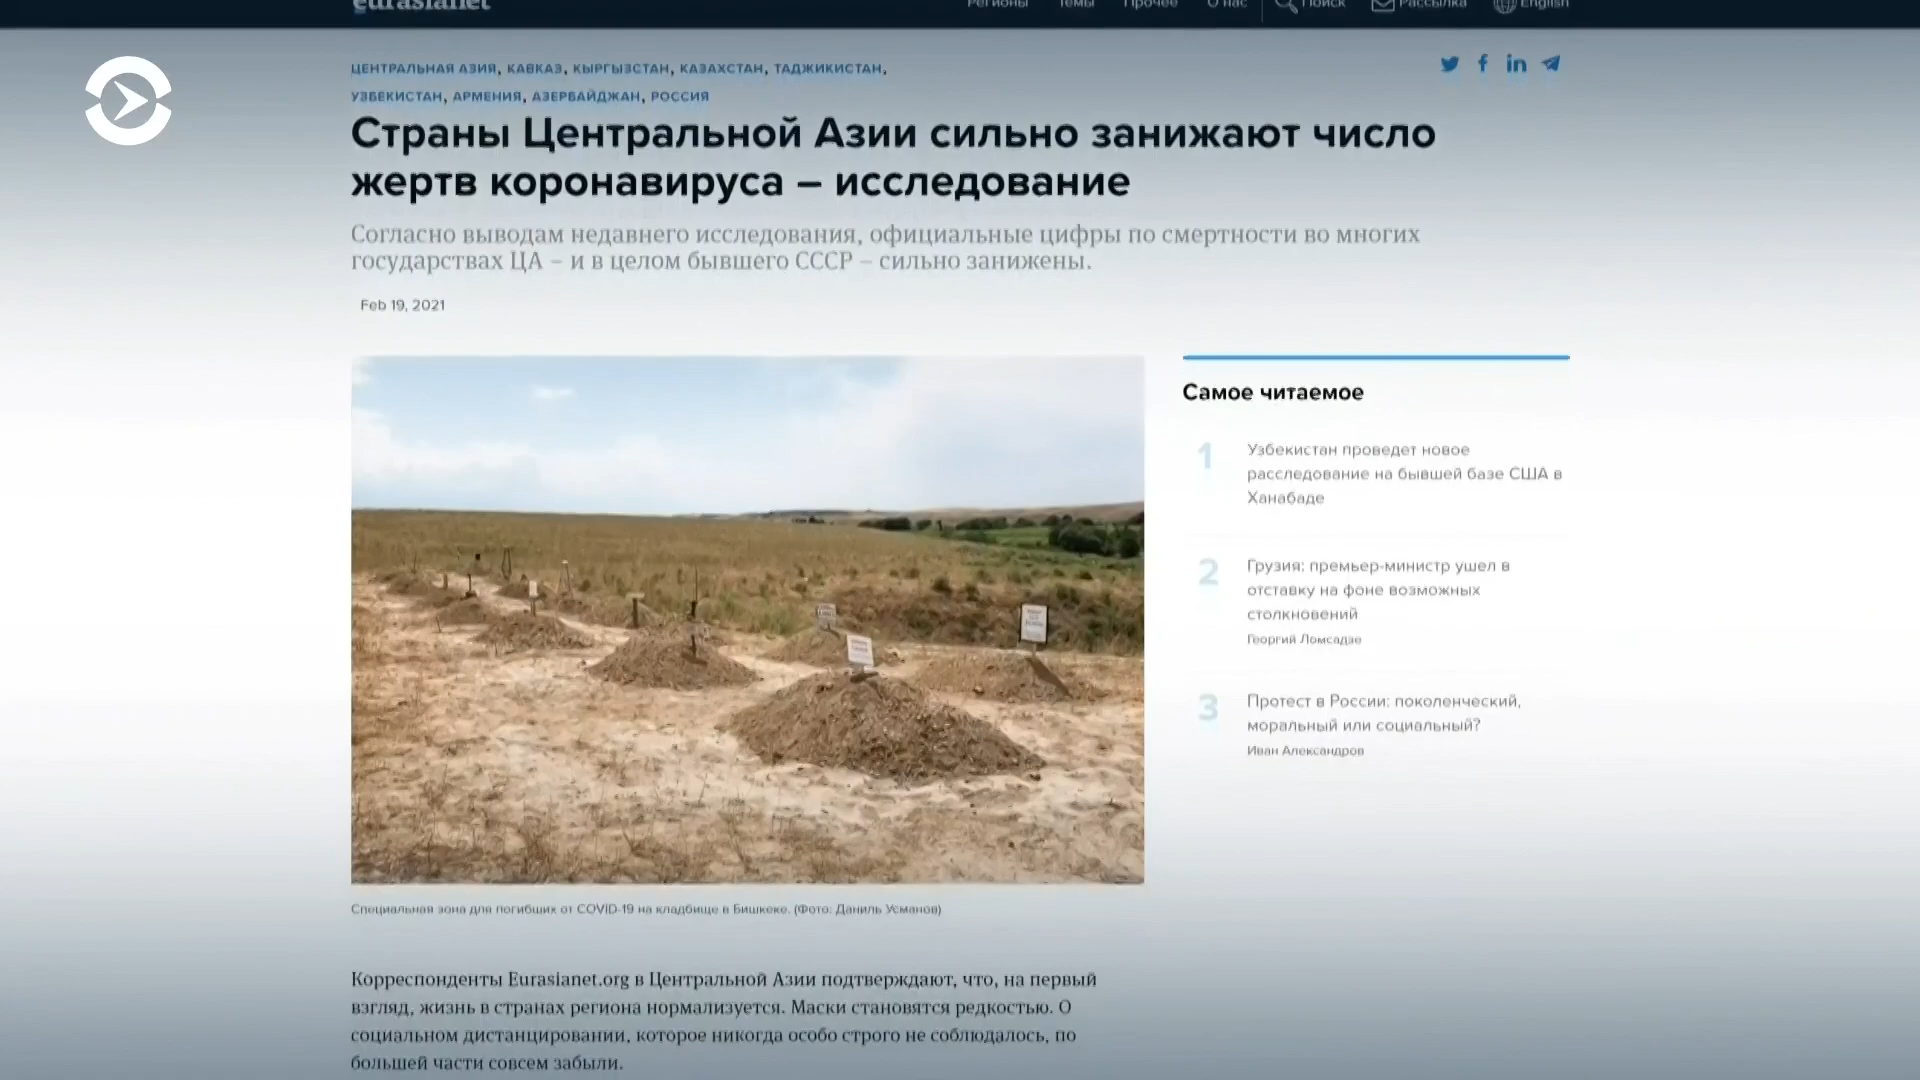 eurasianet
Регионы Темы Прочее О нас Поиск Рассылка English
ЦЕНТРАЛЬНАЯ АЗИЯ, КАВКАЗ, КЫРГЫЗСТАН, КАЗАХСТАН, ТАДЖИКИСТАН,
УЗБЕКИСТАН, АРМЕНИЯ, АЗЕРБАЙДЖАН, РОССИЯ
Страны Центральной Азии сильно занижают число
жертв коронавируса – исследование
Согласно выводам недавнего исследования, официальные цифры по смертности во многих
государствах ЦА – и в целом бывшего СССР – сильно занижены.
Feb 19, 2021
Самое читаемое
1
Узбекистан проведет новое
расследование на бывшей базе США в
Ханабаде
2
Грузия: премьер-министр ушел в
отставку на фоне возможных
столкновений
Георгий Ломсадзе
3
Протест в России: поколенческий,
моральный или социальный?
Иван Александров
Специальная зона для погибших от COVID-19 на кладбище в Бишкеке. (Фото: Даниль Усманов)
Корреспонденты Eurasianet.org в Центральной Азии подтверждают, что, на первый
взгляд, жизнь в странах региона нормализуется. Маски становятся редкостью. О
социальном дистанцировании, которое никогда особо строго не соблюдалось, по
большей части совсем забыли.